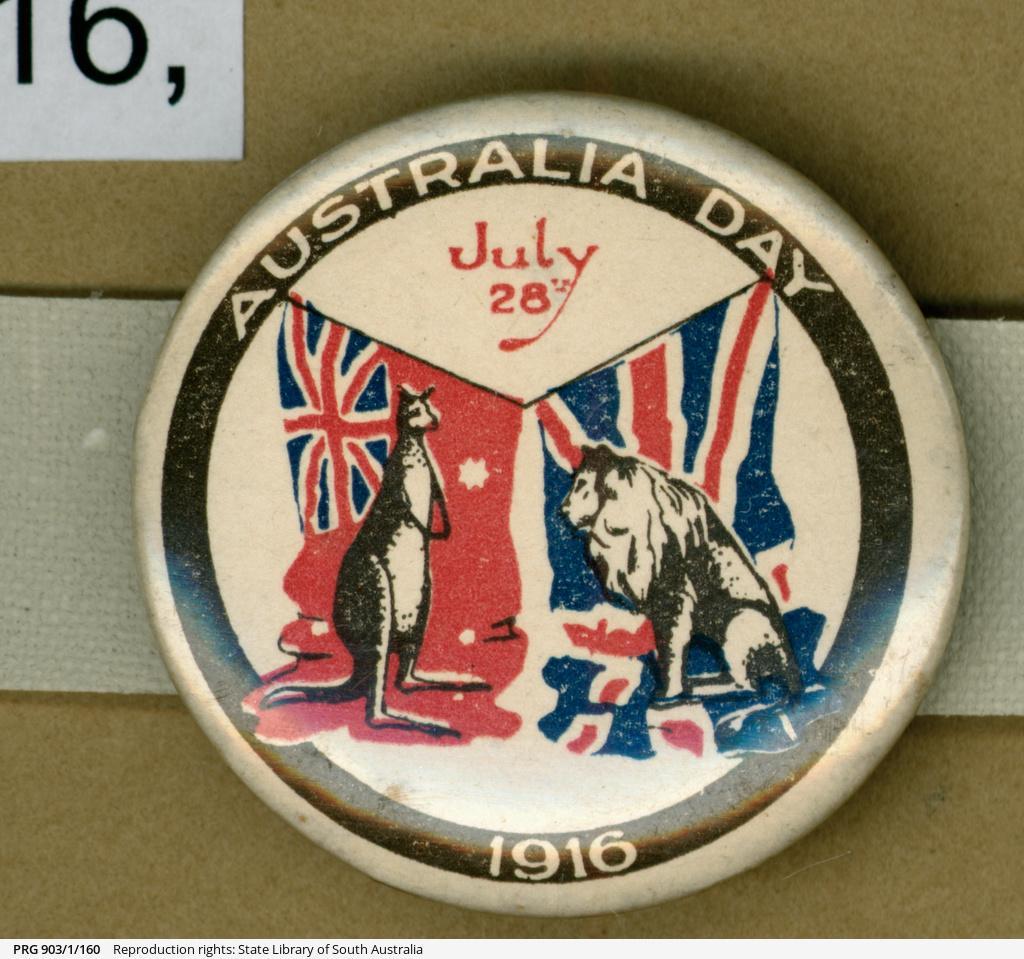 16,
AUSTRALIA DAY
July
28TH
1916
PRG 903/1/160 Reproduction rights: State Library of South Australia